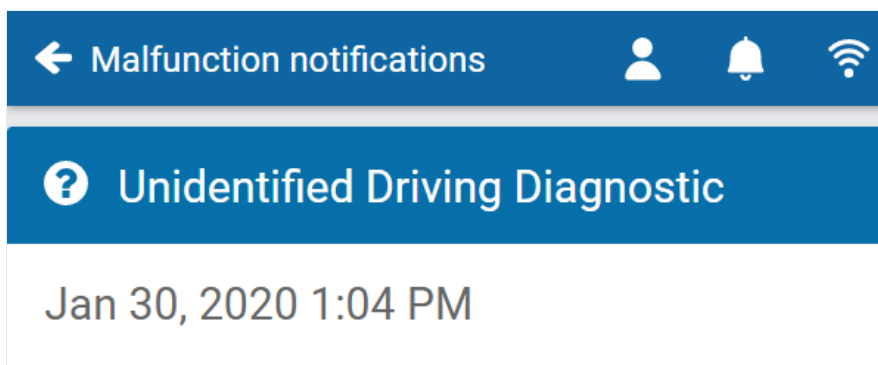 Malfunction notifications
Unidentified Driving Diagnostic
Jan 30, 2020 1:04 PM